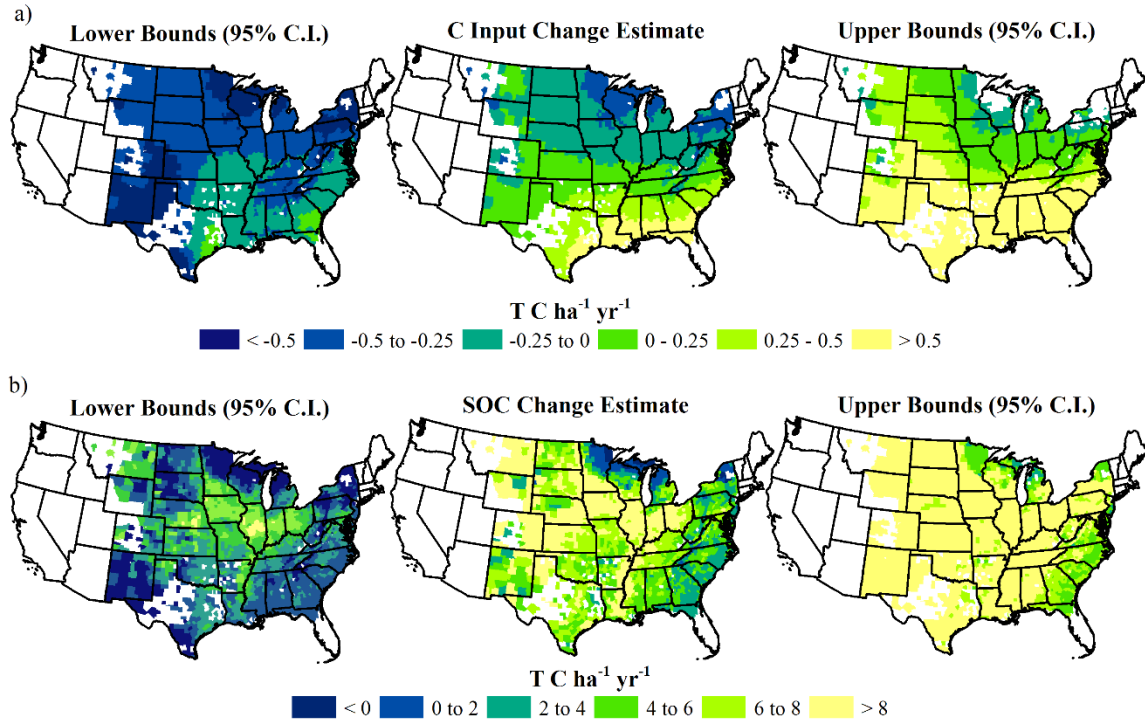 a)
Lower Bounds (95% C.I.) C Input Change Estimate Upper Bounds (95% C.I.)
T C ha⁻¹ yr⁻¹
< -0.5 -0.5 to -0.25 -0.25 to 0 0 - 0.25 0.25 - 0.5 > 0.5
b)
Lower Bounds (95% C.I.) SOC Change Estimate Upper Bounds (95% C.I.)
T C ha⁻¹ yr⁻¹
< 0 0 to 2 2 to 4 4 to 6 6 to 8 > 8